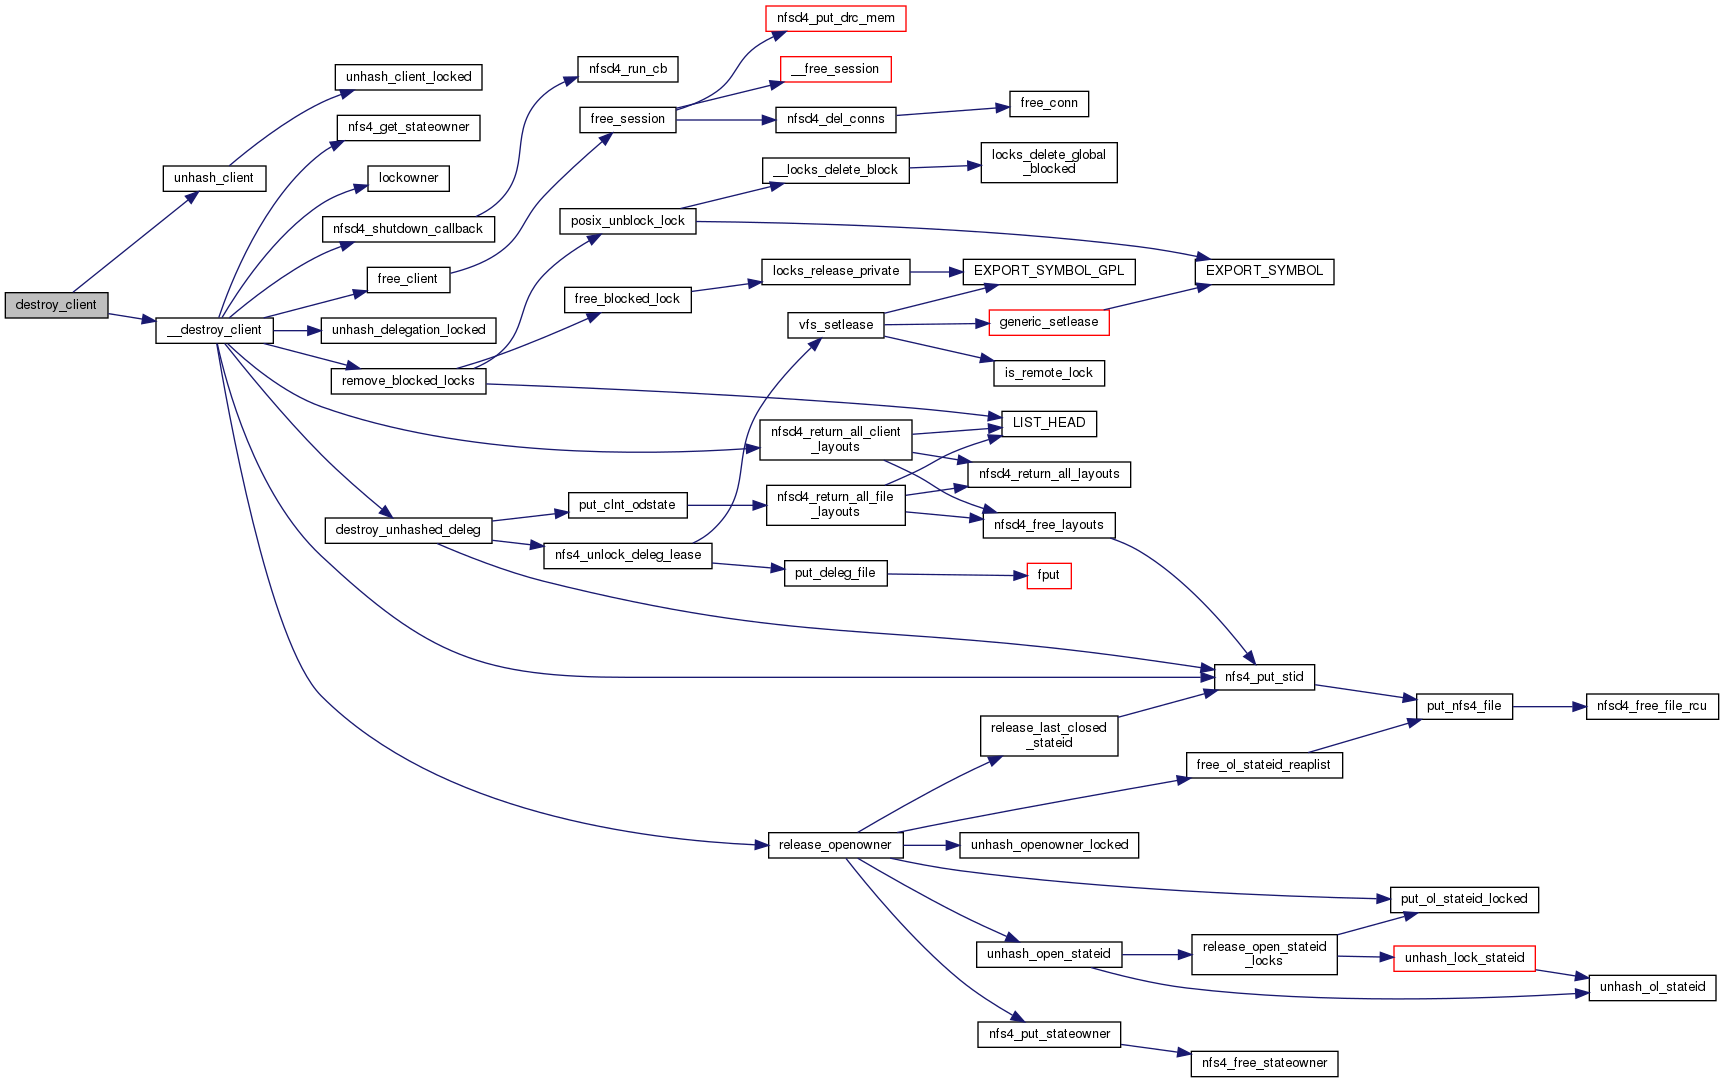 nfsd4_put_drc_mem
__free_session
unhash_client_locked
nfsd4_run_cb
free_conn
free_session
nfsd4_del_conns
nfs4_get_stateowner
locks_delete_global
_blocked
__locks_delete_block
unhash_client
lockowner
posix_unblock_lock
nfsd4_shutdown_callback
free_client
locks_release_private
EXPORT_SYMBOL_GPL
EXPORT_SYMBOL
free_blocked_lock
destroy_client
__destroy_client
unhash_delegation_locked
vfs_setlease
generic_setlease
is_remote_lock
remove_blocked_locks
LIST_HEAD
nfsd4_return_all_client
_layouts
nfsd4_return_all_layouts
put_clnt_odstate
nfsd4_return_all_file
_layouts
nfsd4_free_layouts
destroy_unhashed_deleg
nfs4_unlock_deleg_lease
put_deleg_file
fput
nfs4_put_stid
put_nfs4_file
nfsd4_free_file_rcu
release_last_closed
_stateid
free_ol_stateid_reaplist
release_openowner
unhash_openowner_locked
put_ol_stateid_locked
unhash_open_stateid
release_open_stateid
_locks
unhash_lock_stateid
unhash_ol_stateid
nfs4_put_stateowner
nfs4_free_stateowner